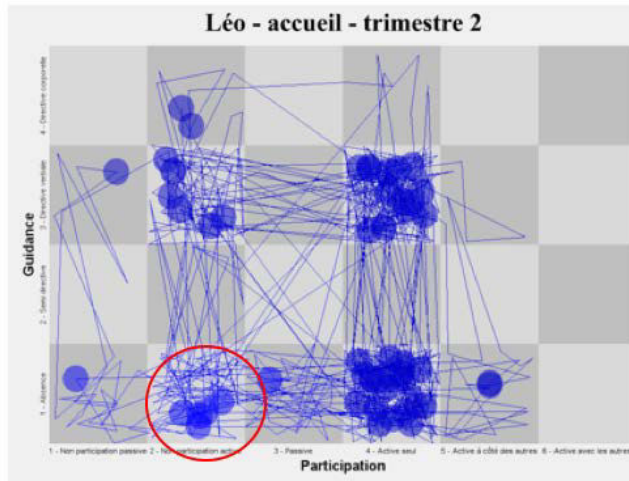 Léo - accueil - trimestre 2
4 - Directive corporelle
3 - Directive verbale
2 - Semi directive
1 - Absence
Guidance
1 - Non participation passive
2 - Non participation active
3 - Passive
4 - Active seul
5 - Active à côté des autres
6 - Active avec les autres
Participation